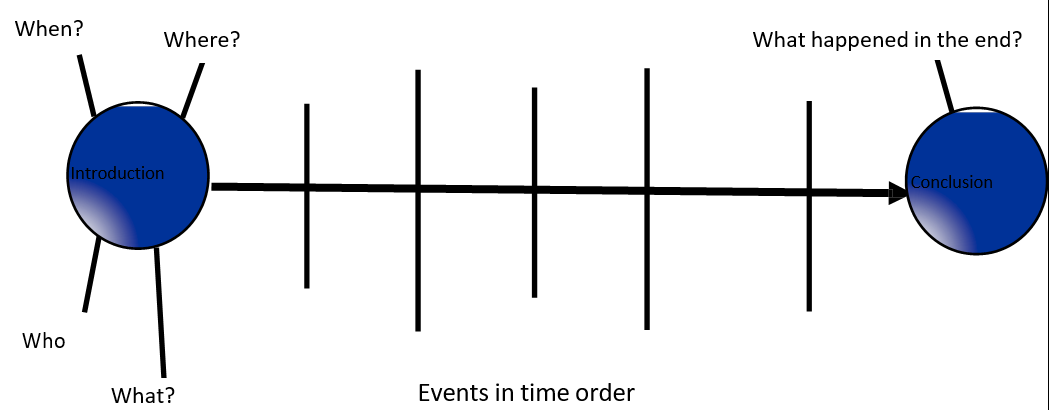 When?
Where?
What happened in the end?
Introduction
Conclusion
Who
What?
Events in time order